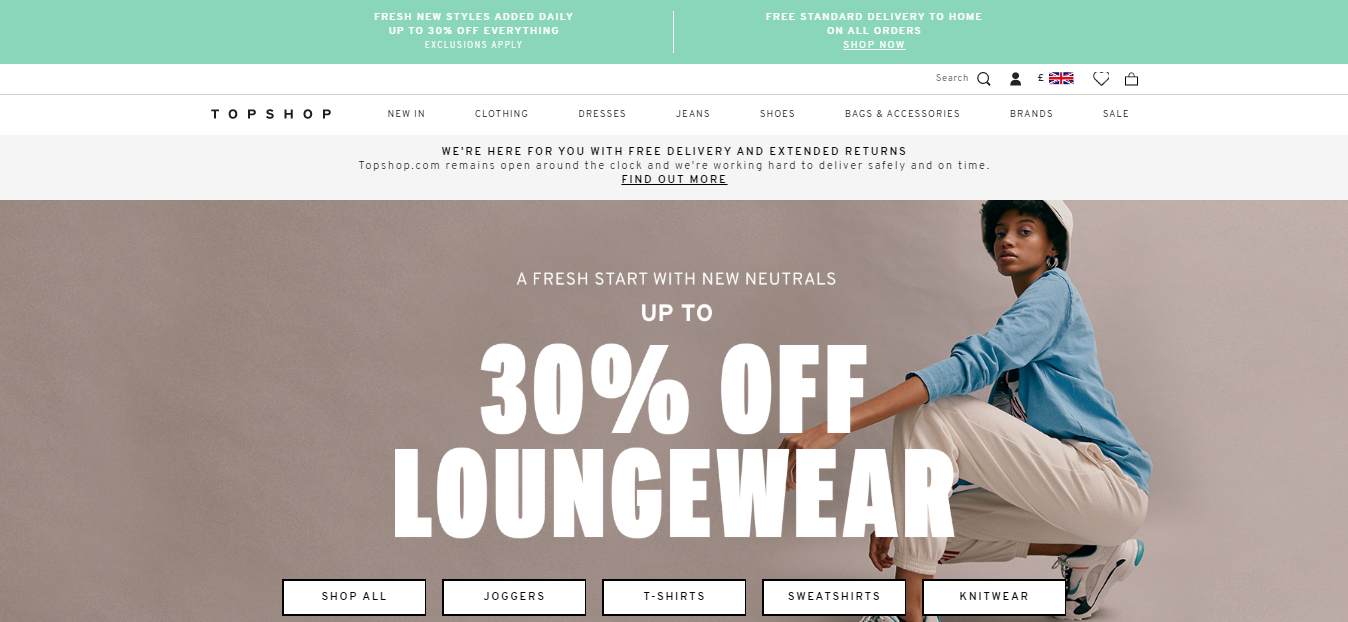 FRESH NEW STYLES ADDED DAILY
UP TO 30% OFF EVERYTHING
EXCLUSIONS APPLY
FREE STANDARD DELIVERY TO HOME
ON ALL ORDERS
SHOP NOW
Search
£
TOPSHOP
NEW IN
CLOTHING
DRESSES
JEANS
SHOES
BAGS & ACCESSORIES
BRANDS
SALE
WE'RE HERE FOR YOU WITH FREE DELIVERY AND EXTENDED RETURNS
Topshop.com remains open around the clock and we're working hard to deliver safely and on time.
FIND OUT MORE
A FRESH START WITH NEW NEUTRALS
UP TO
30% OFF
LOUNGEWEAR
SHOP ALL
JOGGERS
T-SHIRTS
SWEATSHIRTS
KNITWEAR